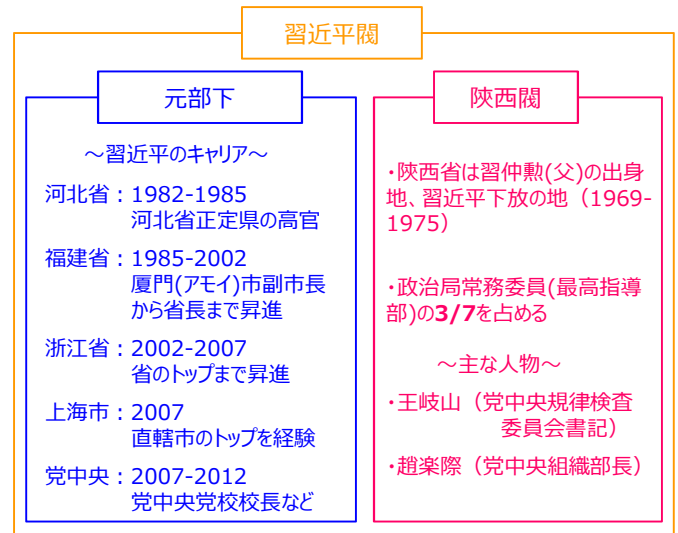 習近平閥
元部下
～習近平のキャリア～
河北省：1982-1985
河北省正定県の高官
福建省：1985-2002
厦門(アモイ)市副市長
から省長まで昇進
浙江省：2002-2007
省のトップまで昇進
上海市：2007
直轄市のトップを経験
党中央：2007-2012
党中央党校校長など
陝西閥
・陝西省は習仲勲(父)の出身
地、習近平下放の地（1969-
1975）
・政治局常務委員(最高指導
部)の3/7を占める
～主な人物～
・王岐山（党中央規律検査
委員会書記）
・趙楽際（党中央組織部長）